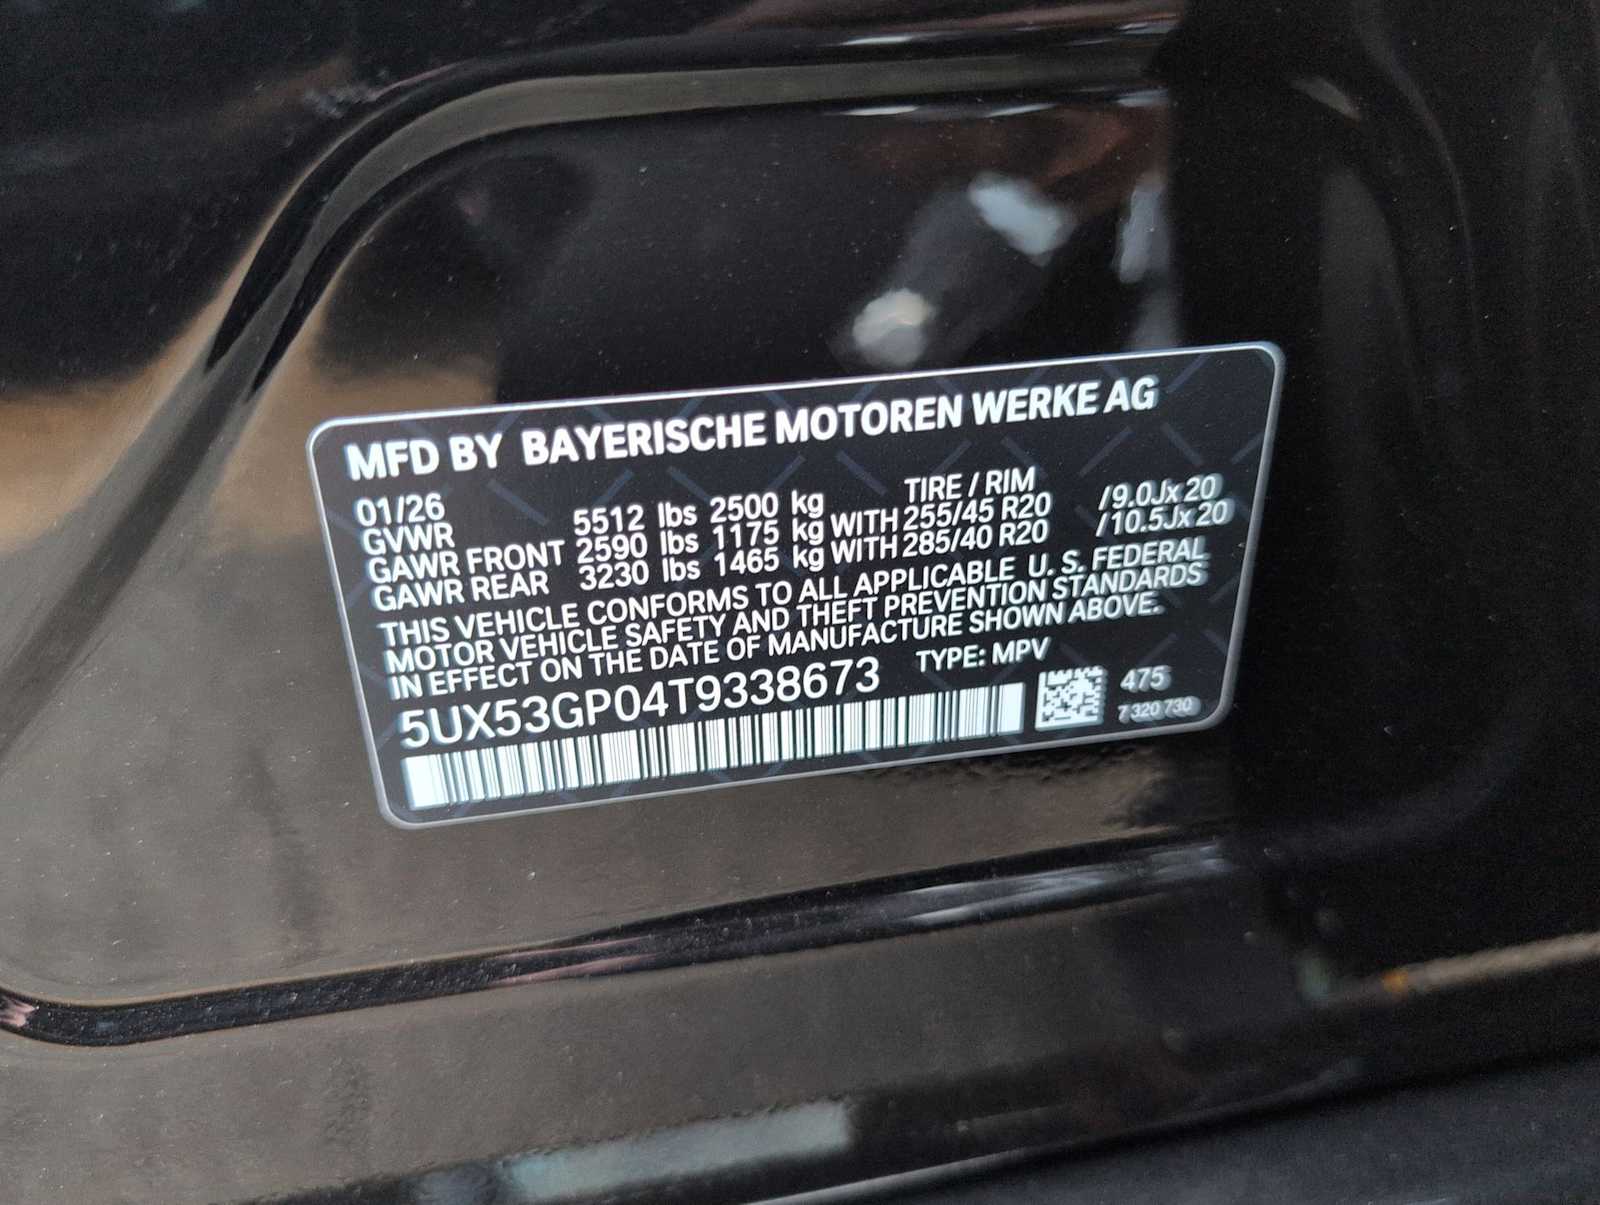 MFD BY BAYERISCHE MOTOREN WERKE AG
01/26 TIRE / RIM
GVWR 5512 lbs 2500 kg
GAWR FRONT 2590 lbs 1175 kg WITH 255/45 R20 /9.0Jx20
GAWR REAR 3230 lbs 1465 kg WITH 285/40 R20 /10.5Jx20
THIS VEHICLE CONFORMS TO ALL APPLICABLE U. S. FEDERAL
MOTOR VEHICLE SAFETY AND THEFT PREVENTION STANDARDS
IN EFFECT ON THE DATE OF MANUFACTURE SHOWN ABOVE.
5UX53GP04T9338673 TYPE: MPV
475
7 320 730